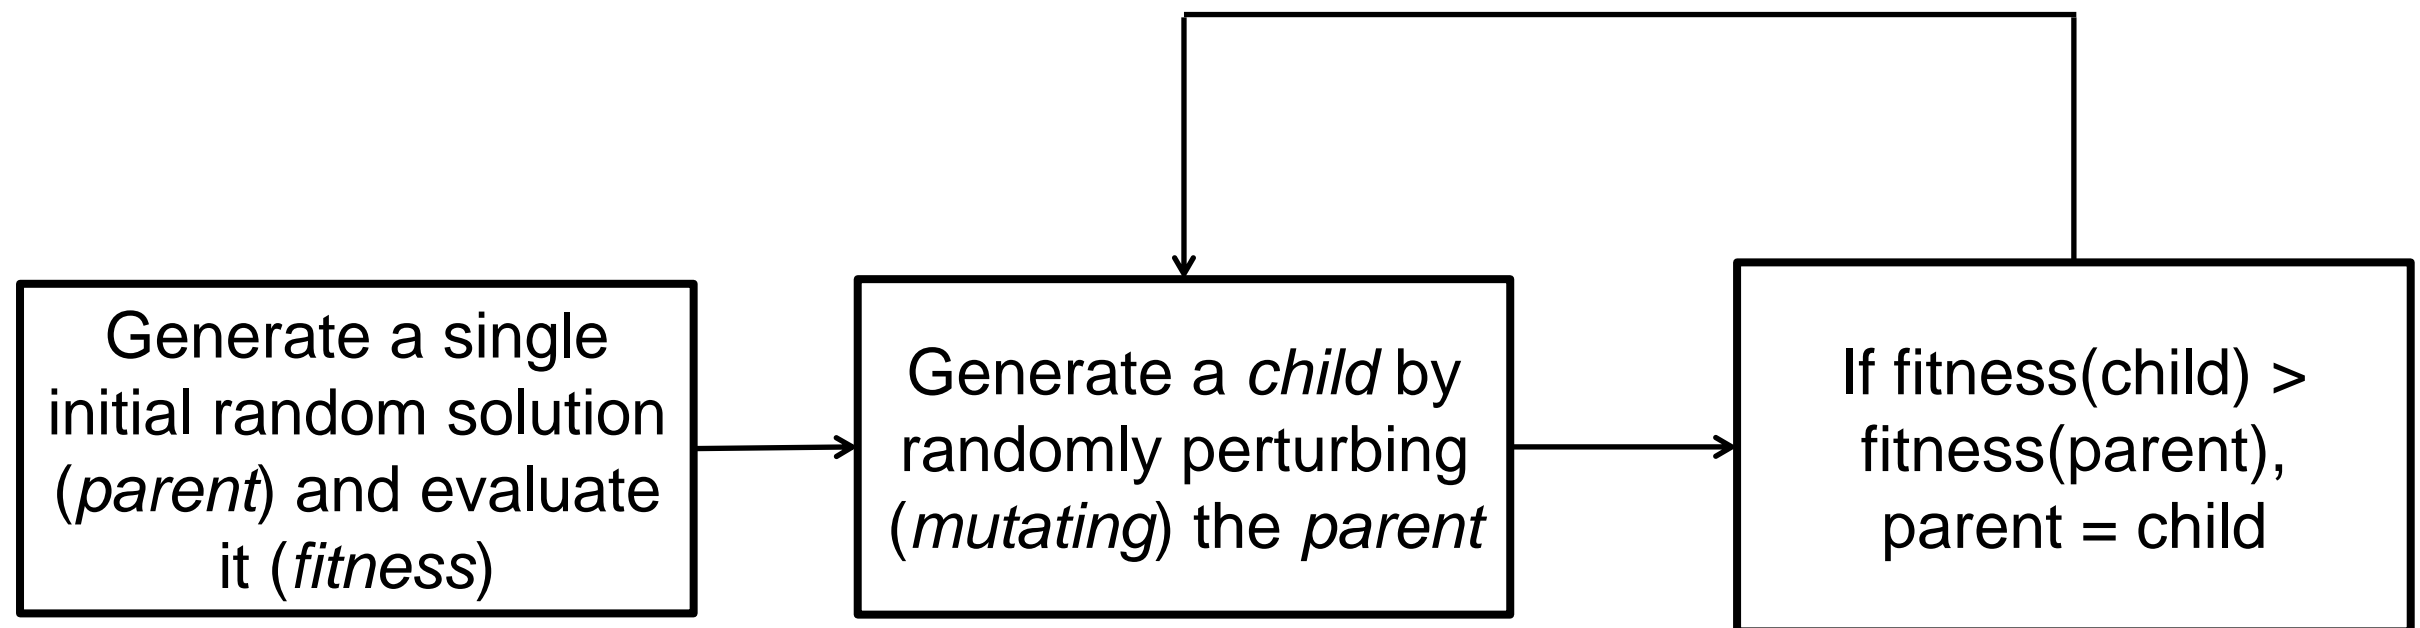 Generate a single
initial random solution
(parent) and evaluate
it (fitness)
Generate a child by
randomly perturbing
(mutating) the parent
If fitness(child) >
fitness(parent),
parent = child